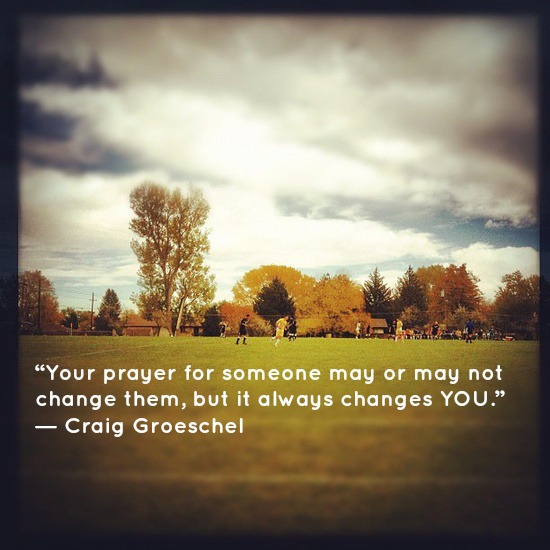 “Your prayer for someone may or may not
change them, but it always changes YOU.”
— Craig Groeschel